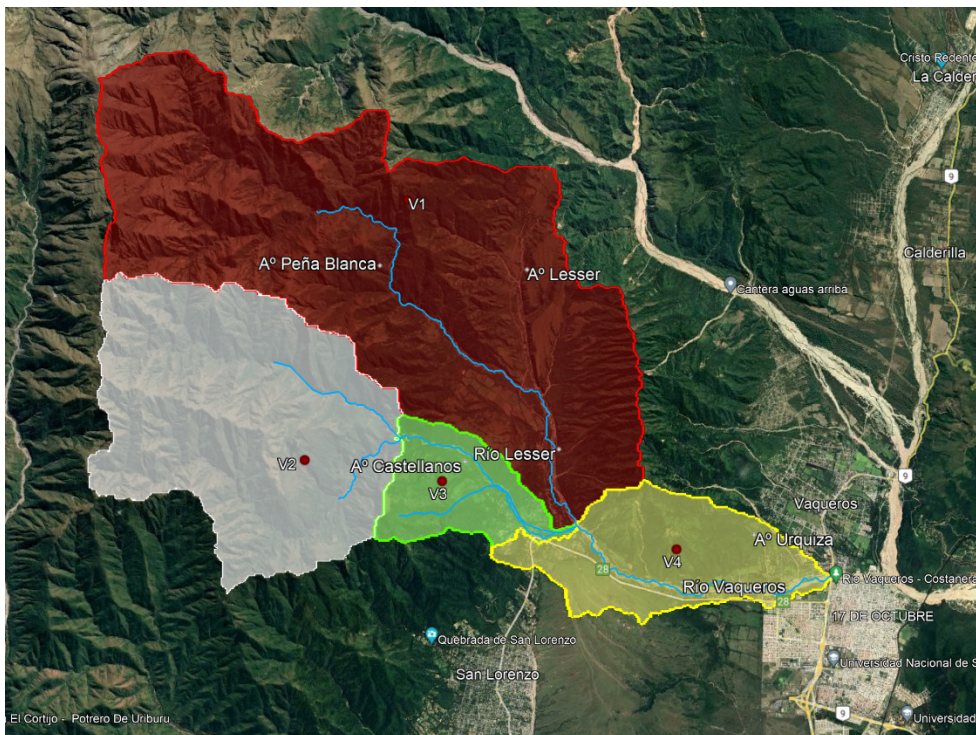 Cristo Redento
La Calder
9
V1
Aº Peña Blanca
Aº Lesser
Calderilla
Cantera aguas arriba
V2
Aº Castellanos
Río Lesser
V3
9
Vaqueros
Aº Urquiza
V4
28
Río Vaqueros
Río Vaqueros - Costanera
28
17 DE OCTUBRE
Quebrada de San Lorenzo
San Lorenzo
Universidad Nacional de S
El Cortijo - Potrero De Uriburu
9
Universidad